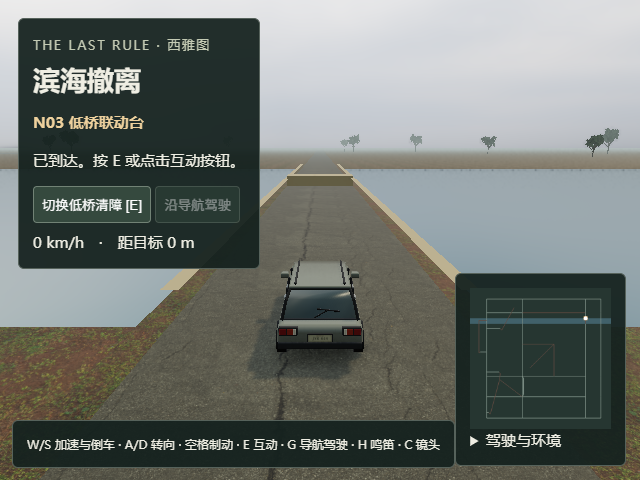 THE LAST RULE · 西雅图
滨海撤离
N03 低桥联动台
已到达。按 E 或点击互动按钮。
切换低桥清障 [E]
沿导航驾驶
0 km/h · 距目标 0 m
W/S 加速与倒车 · A/D 转向 · 空格制动 · E 互动 · G 导航驾驶 · H 鸣笛 · C 镜头
▶ 驾驶与环境